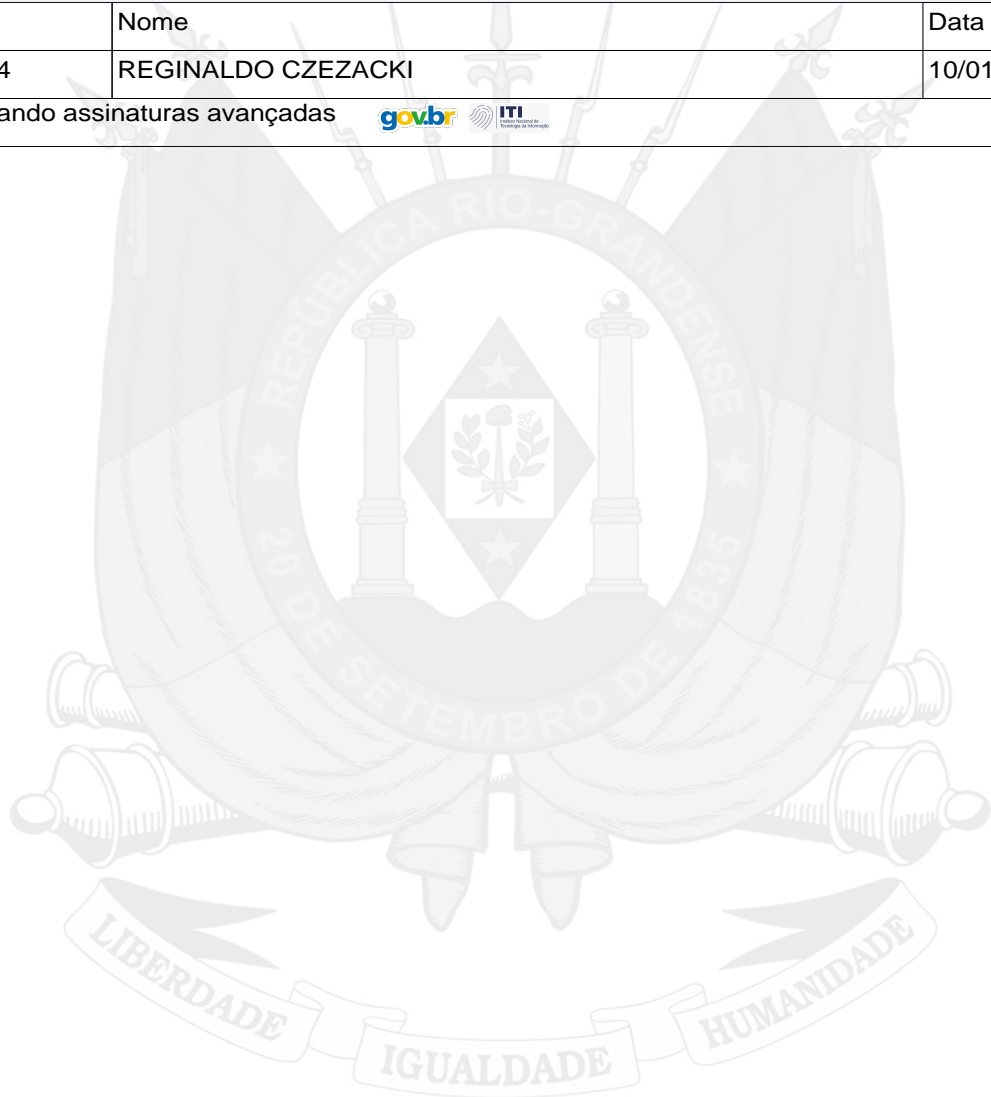 Nome Data
4 REGINALDO CZEZACKI 10/01
ando assinaturas avançadas gov.br ITI
REPÚBLICA RIO-GRANDENSE
20 DE SETEMBRO DE 1835
LIBERDADE IGUALDADE HUMANIDADE